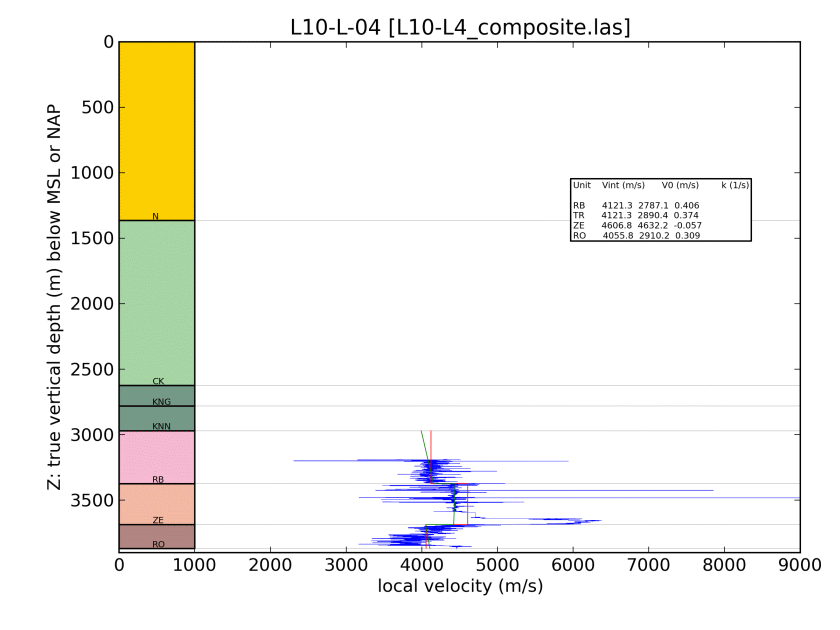 L10-L-04 [L10-L4_composite.las]
Z: true vertical depth (m) below MSL or NAP
0
500
1000
1500
2000
2500
3000
3500
N
CK
KNG
KNN
RB
ZE
RO
Unit Vint (m/s) V0 (m/s) k (1/s)
RB 4121.3 2787.1 0.406
TR 4121.3 2890.4 0.374
ZE 4606.8 4632.2 -0.057
RO 4055.8 2910.2 0.309
0 1000 2000 3000 4000 5000 6000 7000 8000 9000
local velocity (m/s)